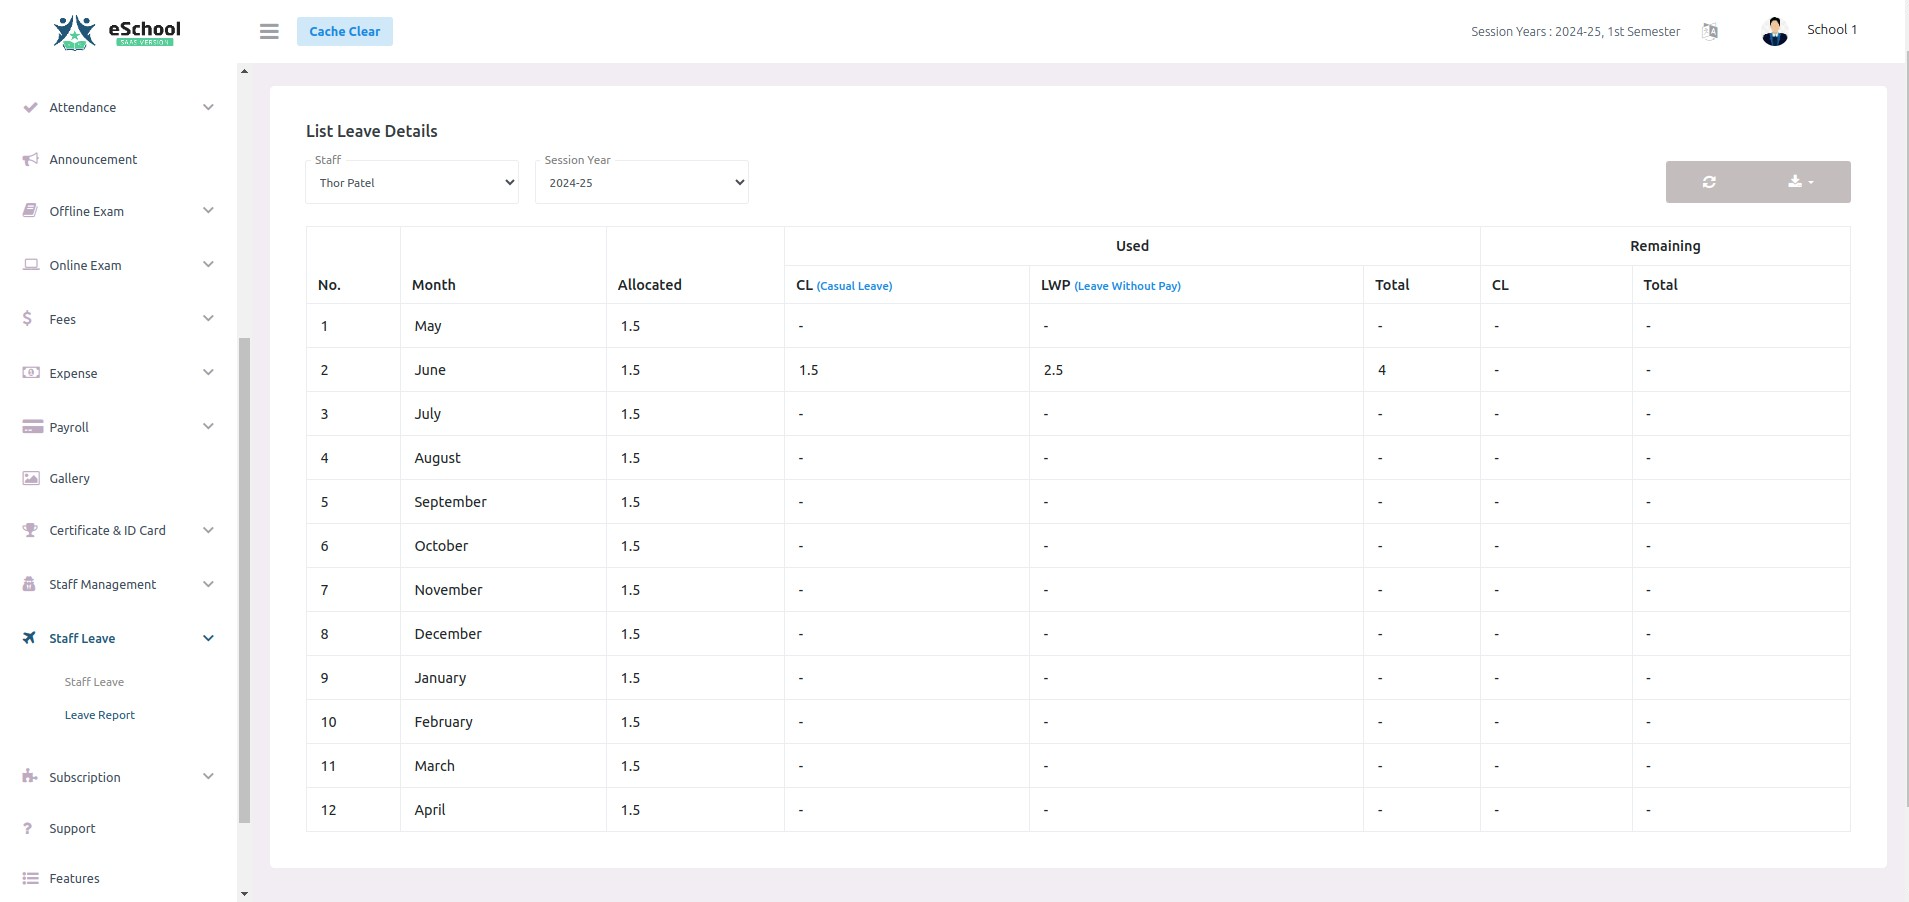 eSchool
SAAS VERSION
Cache Clear
Session Years : 2024-25, 1st Semester
School 1
Attendance
Announcement
Offline Exam
Online Exam
Fees
Expense
Payroll
Gallery
Certificate & ID Card
Staff Management
Staff Leave
Staff Leave
Leave Report
Subscription
Support
Features
List Leave Details
Staff
Thor Patel
Session Year
2024-25
Used Remaining
No. Month Allocated CL (Casual Leave) LWP (Leave Without Pay) Total CL Total
1 May 1.5 - - - - -
2 June 1.5 1.5 2.5 4 - -
3 July 1.5 - - - - -
4 August 1.5 - - - - -
5 September 1.5 - - - - -
6 October 1.5 - - - - -
7 November 1.5 - - - - -
8 December 1.5 - - - - -
9 January 1.5 - - - - -
10 February 1.5 - - - - -
11 March 1.5 - - - - -
12 April 1.5 - - - - -